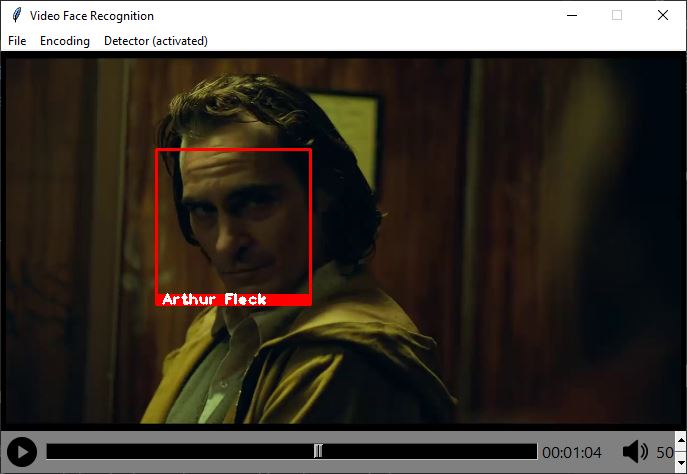 Video Face Recognition
File Encoding Detector (activated)
Arthur Fleck
00:01:04 50